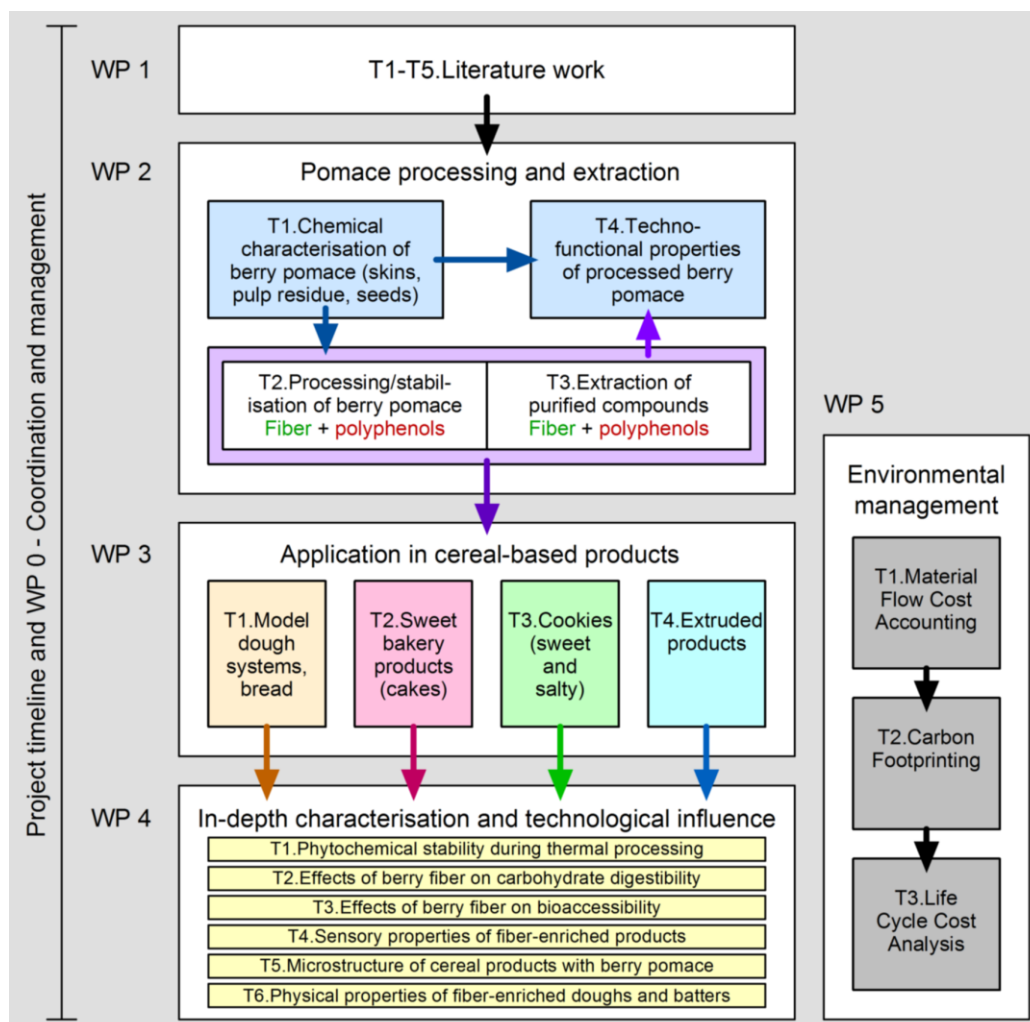 Project timeline and WP 0 - Coordination and management
WP 1
T1-T5.Literature work
WP 2
Pomace processing and extraction
T1.Chemical
characterisation of
berry pomace (skins,
pulp residue, seeds)
T4.Techno-
functional properties
of processed berry
pomace
T2.Processing/stabil-
isation of berry pomace
Fiber + polyphenols
T3.Extraction of
purified compounds
Fiber + polyphenols
WP 3
Application in cereal-based products
T1.Model
dough
systems,
bread
T2.Sweet
bakery
products
(cakes)
T3.Cookies
(sweet
and
salty)
T4.Extruded
products
WP 4
In-depth characterisation and technological influence
T1.Phytochemical stability during thermal processing
T2.Effects of berry fiber on carbohydrate digestibility
T3.Effects of berry fiber on bioaccessibility
T4.Sensory properties of fiber-enriched products
T5.Microstructure of cereal products with berry pomace
T6.Physical properties of fiber-enriched doughs and batters
WP 5
Environmental
management
T1.Material
Flow Cost
Accounting
T2.Carbon
Footprinting
T3.Life
Cycle Cost
Analysis